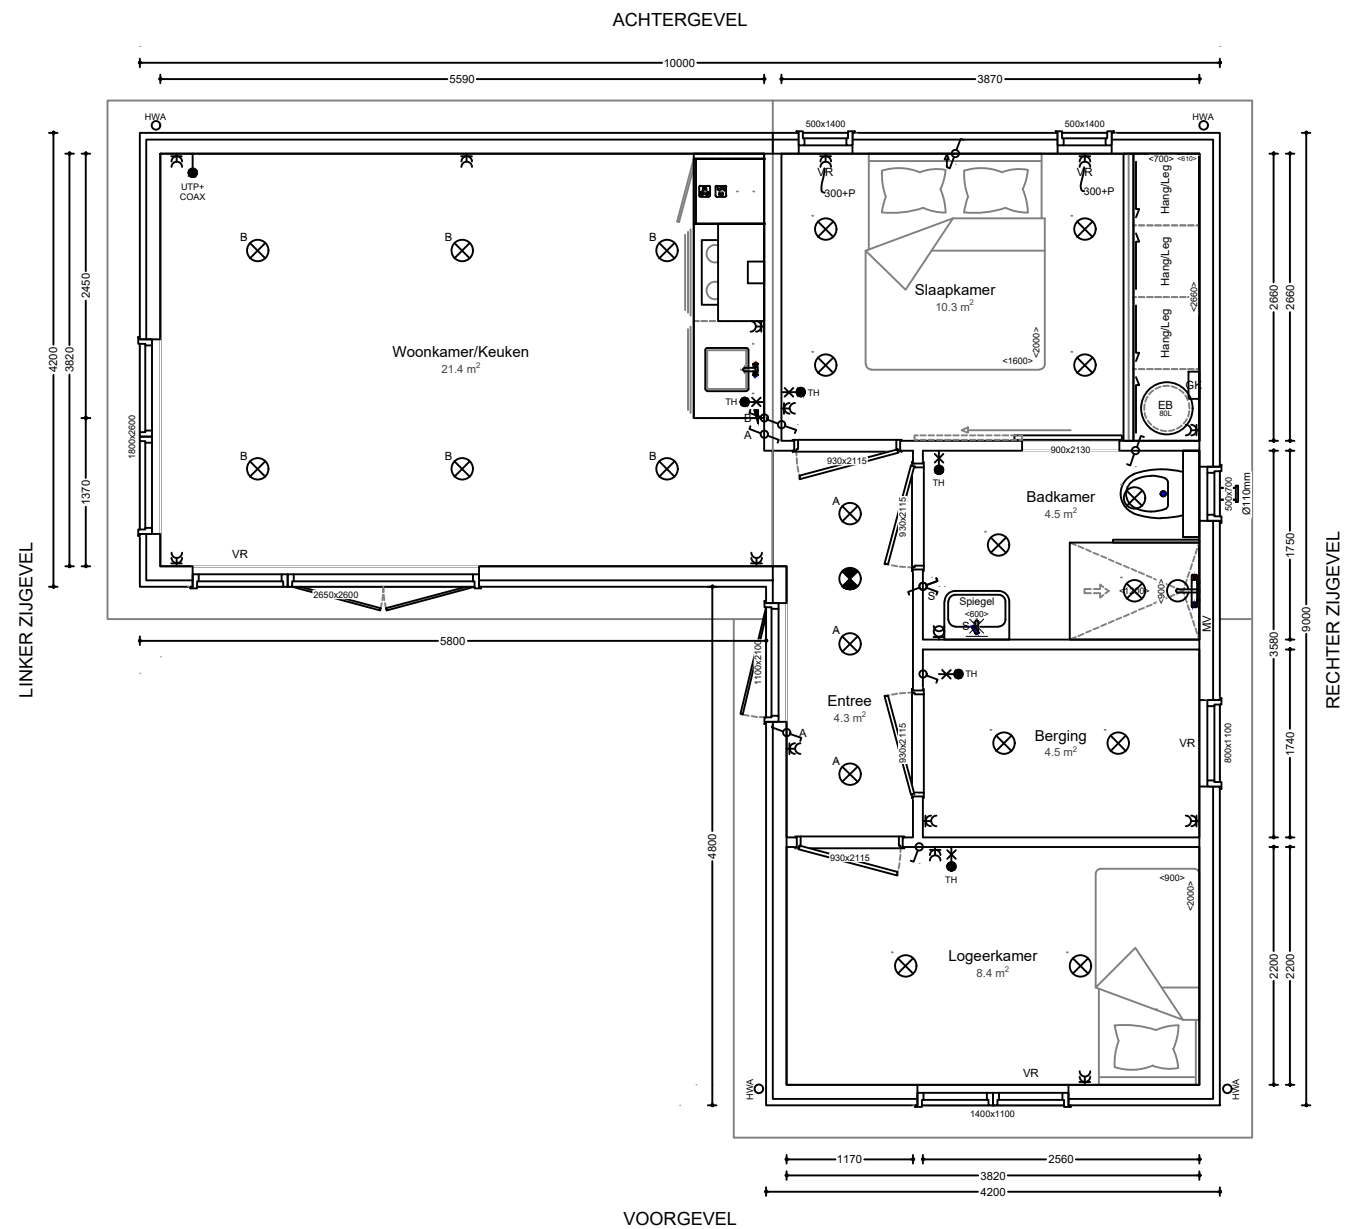 ACHTERGEVEL
10000
5590
3870
HWA
500x1400
500x1400
HWA
UTP+
COAX
VR
300+P
VR
300+P
<700>
<610>
Hang/Leg
Hang/Leg
Hang/Leg
<2660>
B
B
B
Slaapkamer
10.3 m²
<2000>
<1600>
Woonkamer/Keuken
21.4 m²
4200
3820
2450
1370
1800x2600
2660
2660
GK
EB
80L
TH
TH
B
A
930x2115
900x2130
B
B
B
TH
A
930x2115
Badkamer
4.5 m²
500x700
Ø110mm
VR
2650x2600
5800
LINKER ZIJGEVEL
RECHTER ZIJGEVEL
9000
1750
3580
1740
S
Spiegel
<600>
S
<900>
MV
A
1100x2100
TH
Entree
4.3 m²
A
930x2115
Berging
4.5 m²
VR
800x1100
A
4800
930x2115
TH
<900>
<2000>
Logeerkamer
8.4 m²
2200
2200
VR
HWA
HWA
1400x1100
1170
2560
3820
4200
VOORGEVEL